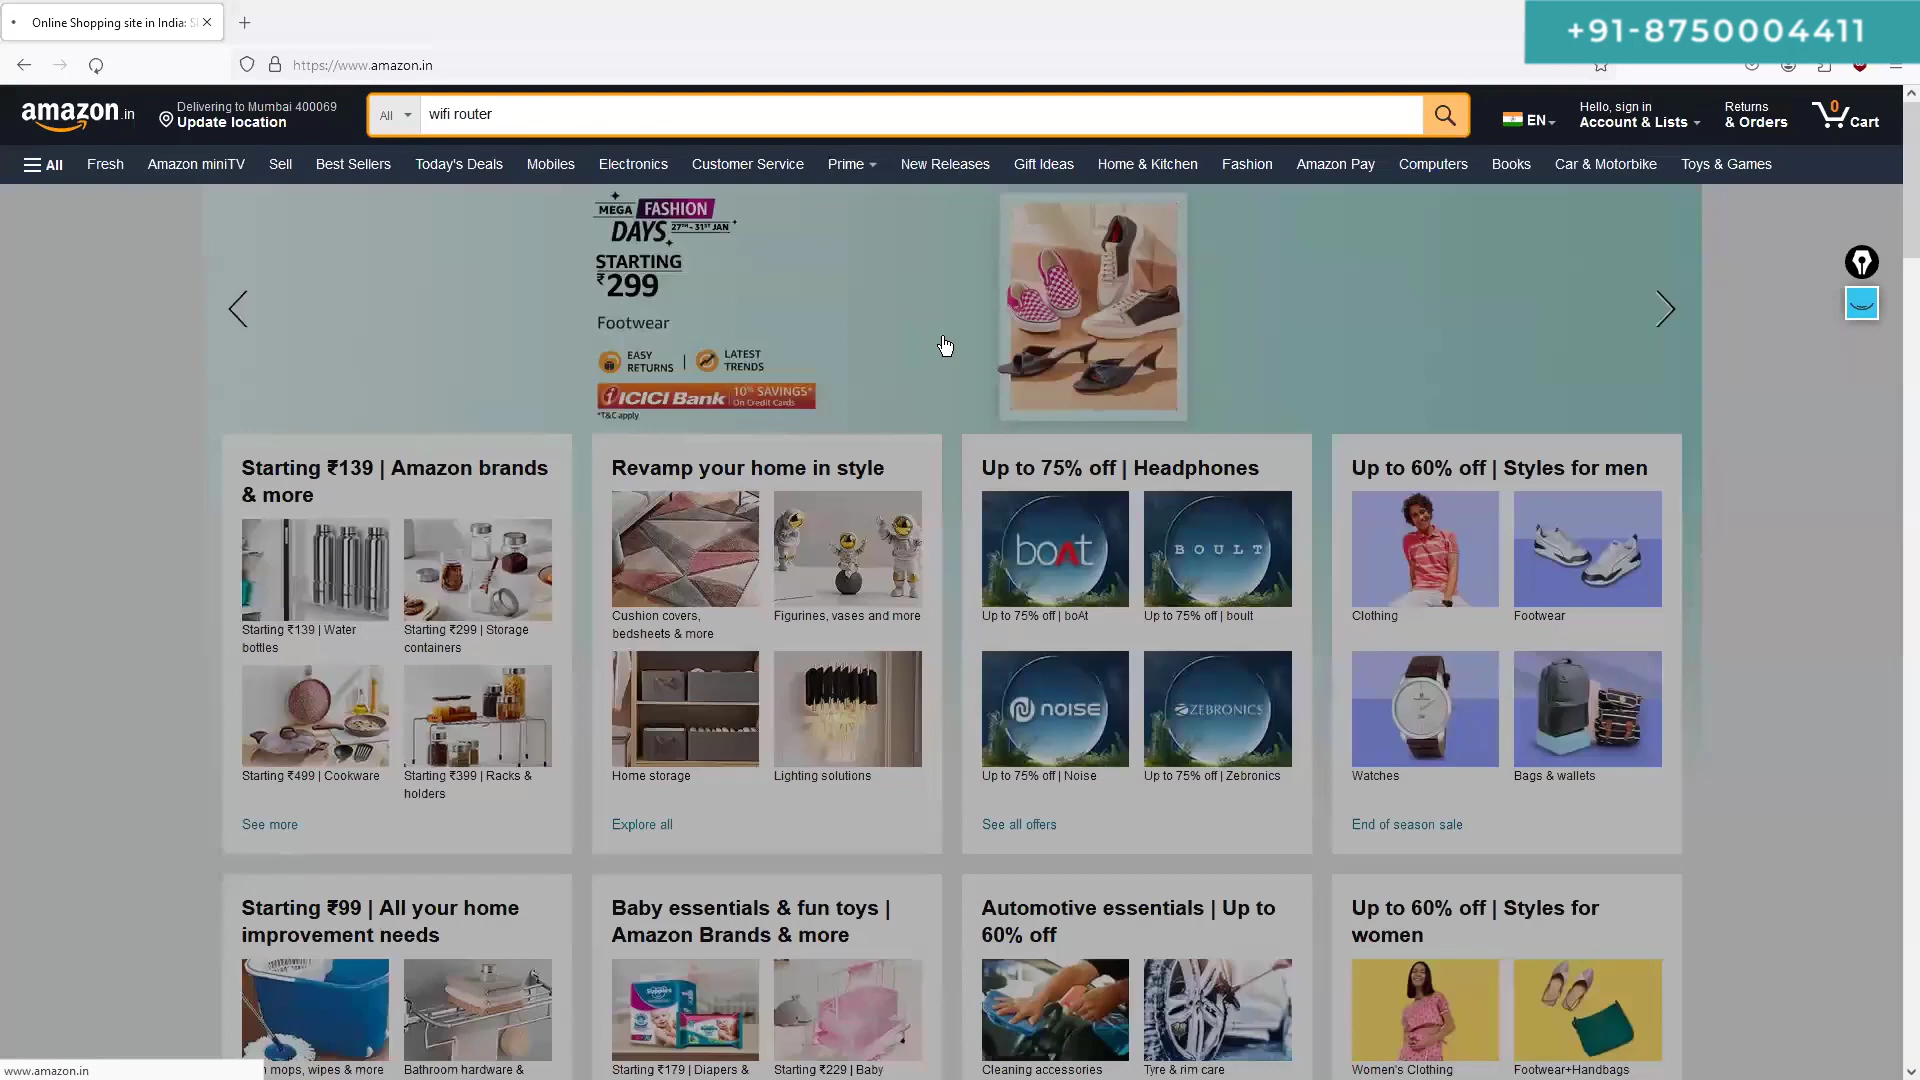 Online Shopping site in India: S
+91-8750004411
https://www.amazon.in
amazon.in
Delivering to Mumbai 400069
Update location
All
wifi router
EN
Hello, sign in
Account & Lists
Returns
& Orders
0
Cart
All
Fresh
Amazon miniTV
Sell
Best Sellers
Today's Deals
Mobiles
Electronics
Customer Service
Prime
New Releases
Gift Ideas
Home & Kitchen
Fashion
Amazon Pay
Computers
Books
Car & Motorbike
Toys & Games
MEGA FASHION
DAYS 27TH - 31ST JAN
STARTING
₹299
Footwear
EASY
RETURNS
LATEST
TRENDS
ICICI Bank
10% SAVINGS*
On Credit Cards
*T&C apply
Starting ₹139 | Amazon brands
& more
Starting ₹139 | Water
bottles
Starting ₹299 | Storage
containers
Starting ₹499 | Cookware
Starting ₹399 | Racks &
holders
See more
Revamp your home in style
Cushion covers,
bedsheets & more
Figurines, vases and more
Home storage
Lighting solutions
Explore all
Up to 75% off | Headphones
boAt
BOULT
Up to 75% off | boAt
Up to 75% off | boult
NOISE
ZEBRONICS
Up to 75% off | Noise
Up to 75% off | Zebronics
See all offers
Up to 60% off | Styles for men
Clothing
Footwear
Watches
Bags & wallets
End of season sale
Starting ₹99 | All your home
improvement needs
mops, wipes & more
Bathroom hardware &
Baby essentials & fun toys |
Amazon Brands & more
Starting ₹179 | Diapers &
Starting ₹229 | Baby
Automotive essentials | Up to
60% off
Cleaning accessories
Tyre & rim care
Up to 60% off | Styles for
women
Women's Clothing
Footwear+Handbags
www.amazon.in